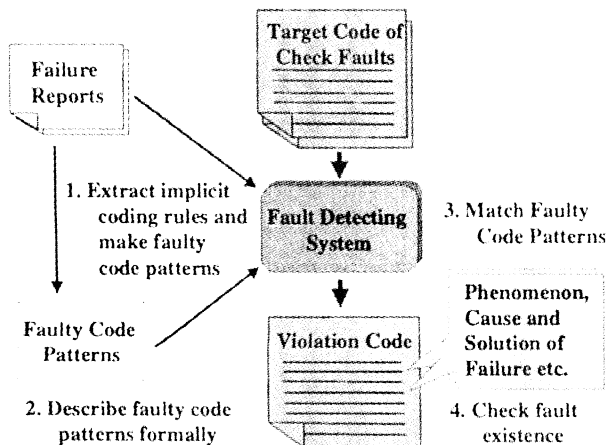 Target Code of
Check Faults
Failure
Reports
1. Extract implicit
coding rules and
make faulty
code patterns
Fault Detecting
System
3. Match Faulty
Code Patterns
Faulty Code
Patterns
Violation Code
Phenomenon,
Cause and
Solution of
Failure etc.
2. Describe faulty code
patterns formally
4. Check fault
existence